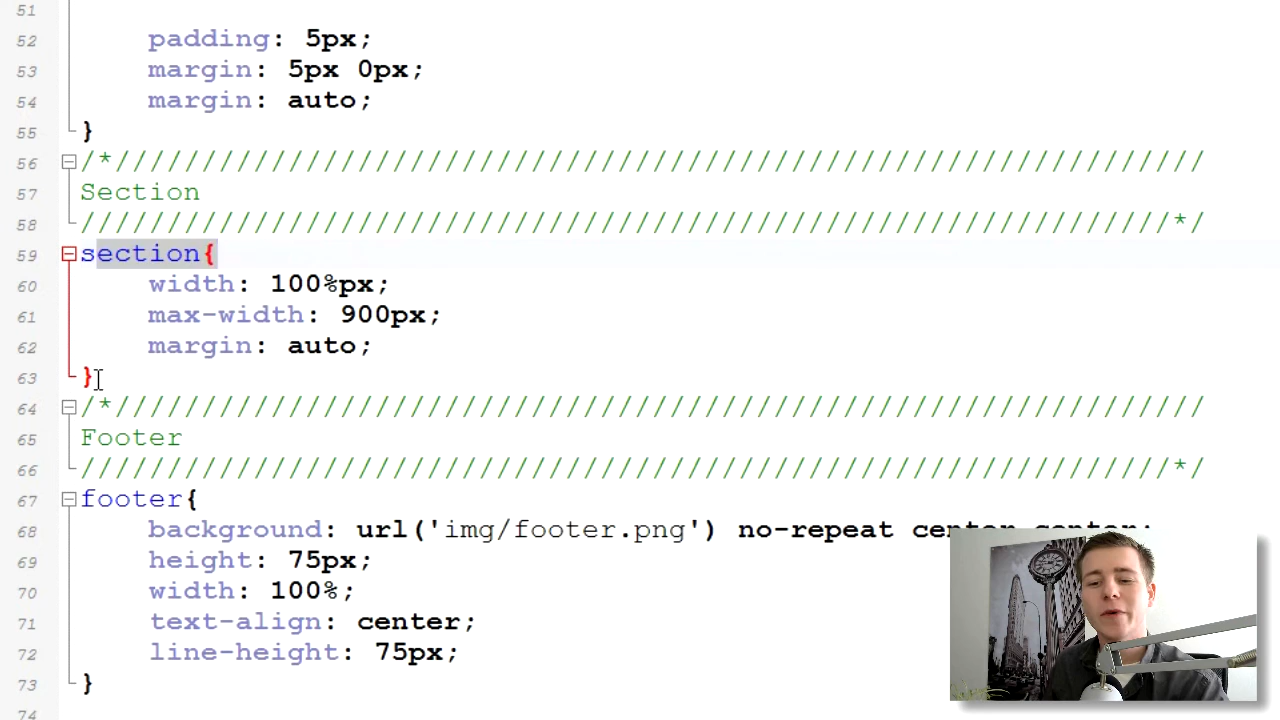 51
52 padding: 5px;
53 margin: 5px 0px;
54 margin: auto;
55 }
56 /*///////////////////////////////////////////////////////////////
57 Section
58 ///////////////////////////////////////////////////////////////*/
59 section{
60 width: 100%px;
61 max-width: 900px;
62 margin: auto;
63 }
64 /*///////////////////////////////////////////////////////////////
65 Footer
66 ///////////////////////////////////////////////////////////////*/
67 footer{
68 background: url('img/footer.png') no-repeat center center;
69 height: 75px;
70 width: 100%;
71 text-align: center;
72 line-height: 75px;
73 }
74